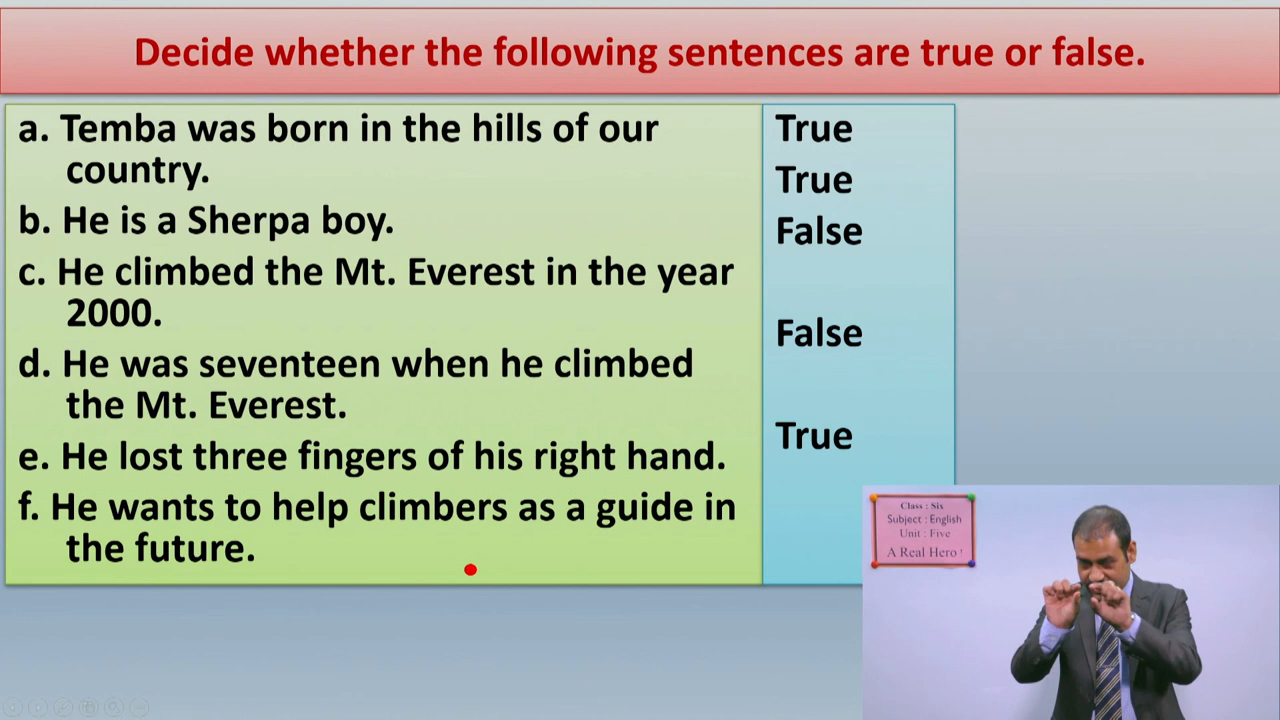 Decide whether the following sentences are true or false.
a. Temba was born in the hills of our
country.
b. He is a Sherpa boy.
c. He climbed the Mt. Everest in the year
2000.
d. He was seventeen when he climbed
the Mt. Everest.
e. He lost three fingers of his right hand.
f. He wants to help climbers as a guide in
the future.
True
True
False
False
True
Class : Six
Subject : English
Unit : Five
A Real Hero !